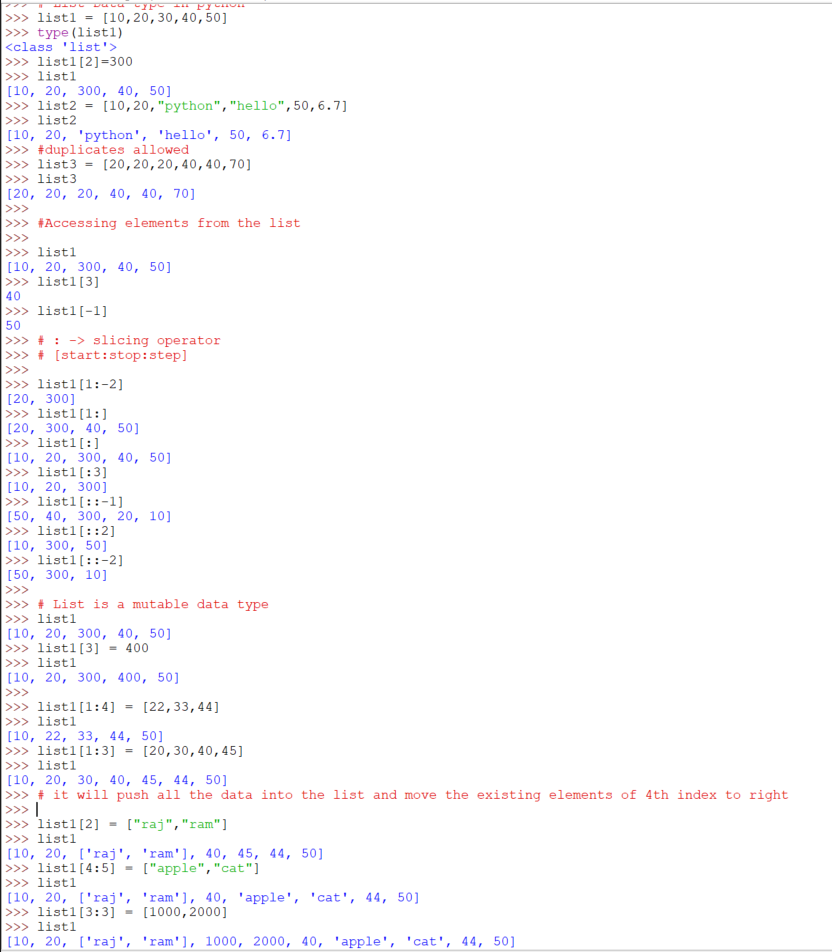 >>> # List Data type in python
>>> list1 = [10,20,30,40,50]
>>> type(list1)
<class 'list'>
>>> list1[2]=300
>>> list1
[10, 20, 300, 40, 50]
>>> list2 = [10,20,"python","hello",50,6.7]
>>> list2
[10, 20, 'python', 'hello', 50, 6.7]
>>> #duplicates allowed
>>> list3 = [20,20,20,40,40,70]
>>> list3
[20, 20, 20, 40, 40, 70]
>>>
>>> #Accessing elements from the list
>>>
>>> list1
[10, 20, 300, 40, 50]
>>> list1[3]
40
>>> list1[-1]
50
>>> # : -> slicing operator
>>> # [start:stop:step]
>>>
>>> list1[1:-2]
[20, 300]
>>> list1[1:]
[20, 300, 40, 50]
>>> list1[:]
[10, 20, 300, 40, 50]
>>> list1[:3]
[10, 20, 300]
>>> list1[::-1]
[50, 40, 300, 20, 10]
>>> list1[::2]
[10, 300, 50]
>>> list1[::-2]
[50, 300, 10]
>>>
>>> # List is a mutable data type
>>> list1
[10, 20, 300, 40, 50]
>>> list1[3] = 400
>>> list1
[10, 20, 300, 400, 50]
>>>
>>> list1[1:4] = [22,33,44]
>>> list1
[10, 22, 33, 44, 50]
>>> list1[1:3] = [20,30,40,45]
>>> list1
[10, 20, 30, 40, 45, 44, 50]
>>> # it will push all the data into the list and move the existing elements of 4th index to right
>>>
>>> list1[2] = ["raj","ram"]
>>> list1
[10, 20, ['raj', 'ram'], 40, 45, 44, 50]
>>> list1[4:5] = ["apple","cat"]
>>> list1
[10, 20, ['raj', 'ram'], 40, 'apple', 'cat', 44, 50]
>>> list1[3:3] = [1000,2000]
>>> list1
[10, 20, ['raj', 'ram'], 1000, 2000, 40, 'apple', 'cat', 44, 50]